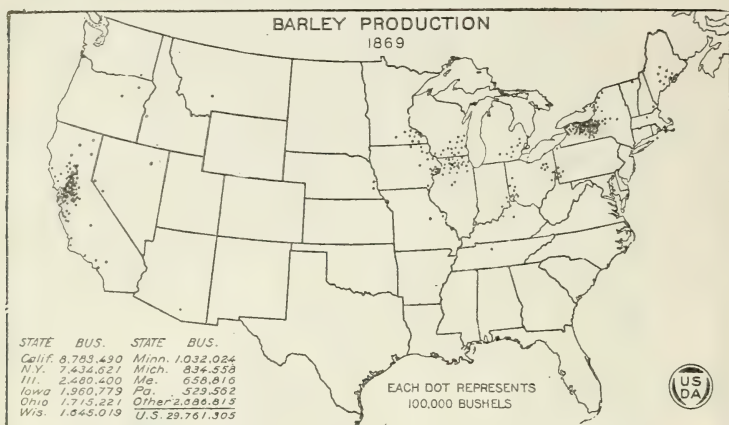 BARLEY PRODUCTION
1869
STATE BUS. STATE BUS.
Calif. 8,783,490 Minn. 1,032,024
N.Y. 7,434,621 Mich. 834,558
Ill. 2,480,400 Me. 658,816
Iowa 1,960,779 Pa. 529,562
Ohio 1,715,221 Other 2,686,815
Wis. 1,645,019 U.S. 29,761,305
EACH DOT REPRESENTS
100,000 BUSHELS
US
DA